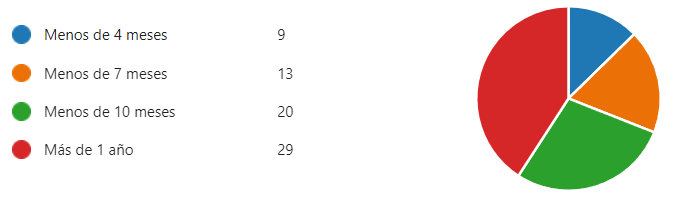 Menos de 4 meses 9
Menos de 7 meses 13
Menos de 10 meses 20
Más de 1 año 29